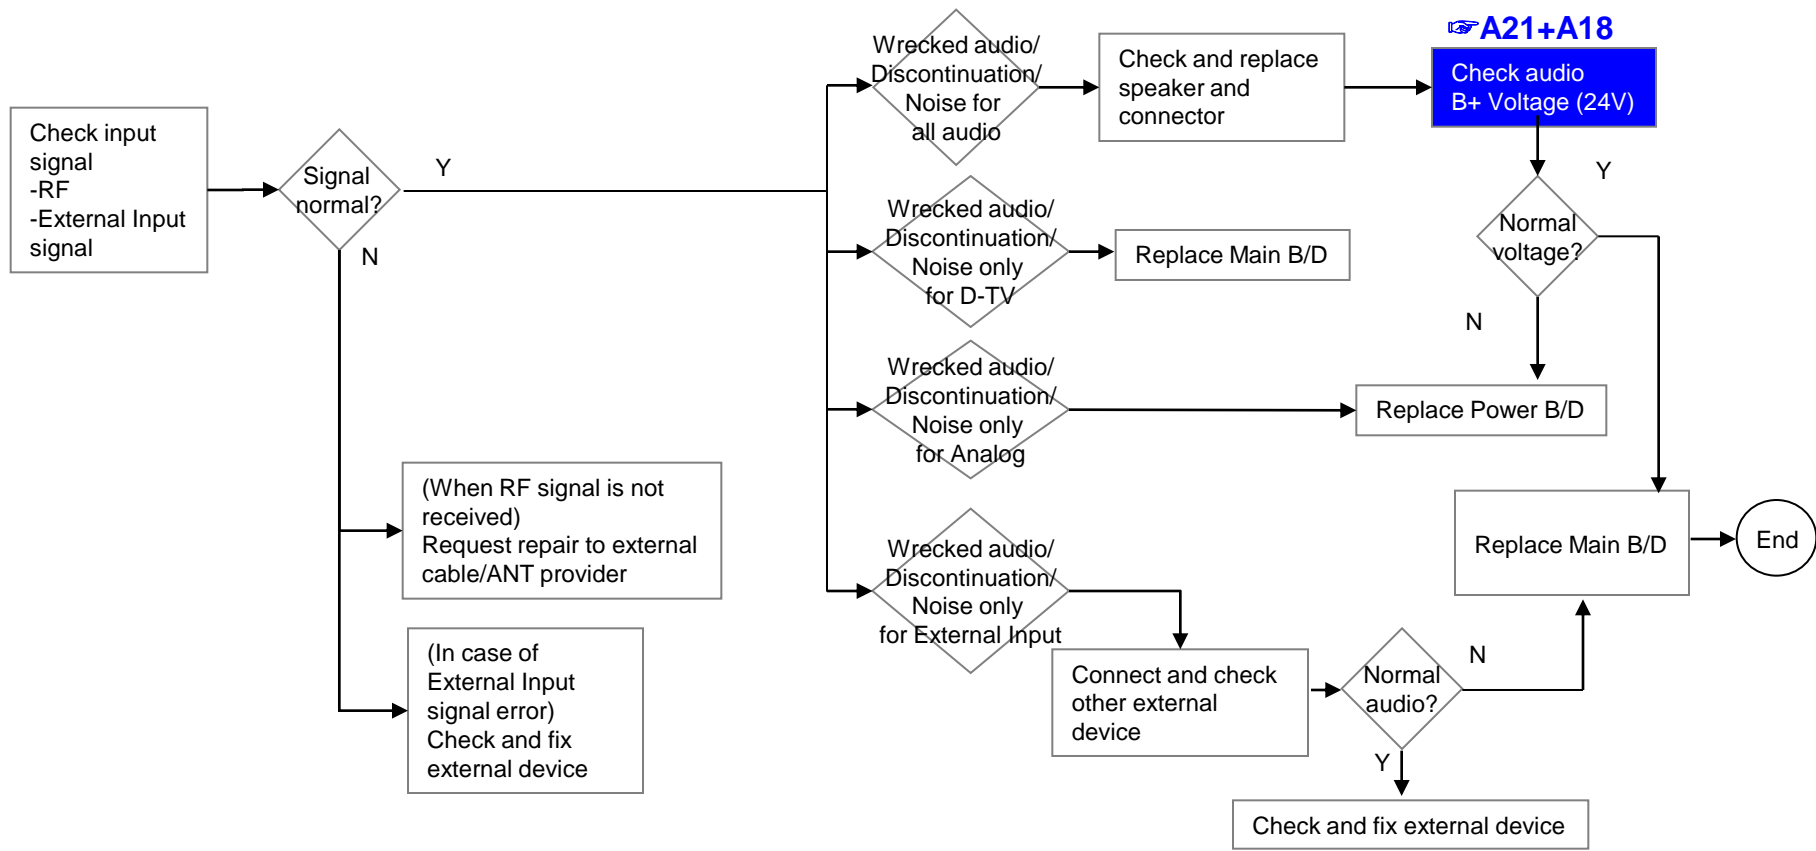 Check input
signal
-RF
-External Input
signal
Signal
normal?
Y
N
(When RF signal is not
received)
Request repair to external
cable/ANT provider
(In case of
External Input
signal error)
Check and fix
external device
Wrecked audio/
Discontinuation/
Noise for
all audio
Check and replace
speaker and
connector
☞A21+A18
Check audio
B+ Voltage (24V)
Y
Normal
voltage?
N
Wrecked audio/
Discontinuation/
Noise only
for D-TV
Replace Main B/D
Wrecked audio/
Discontinuation/
Noise only
for Analog
Replace Power B/D
Wrecked audio/
Discontinuation/
Noise only
for External Input
Connect and check
other external
device
Normal
audio?
N
Y
Replace Main B/D
End
Check and fix external device